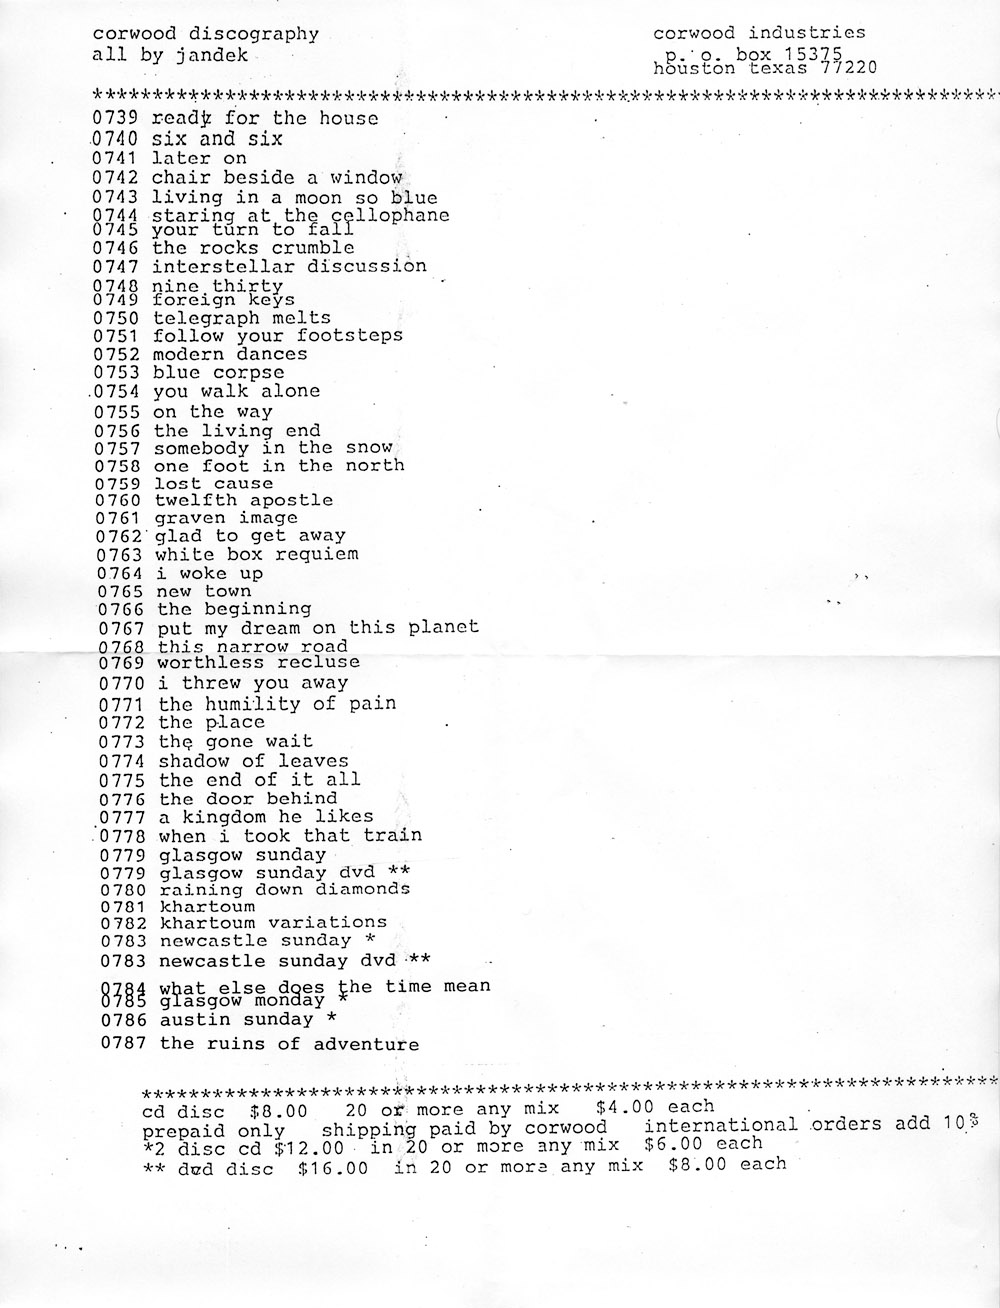 corwood discography
all by jandek
corwood industries
p. o. box 15375
houston texas 77220
******************************************************************************
0739 ready for the house
0740 six and six
0741 later on
0742 chair beside a window
0743 living in a moon so blue
0744 staring at the cellophane
0745 your turn to fall
0746 the rocks crumble
0747 interstellar discussion
0748 nine thirty
0749 foreign keys
0750 telegraph melts
0751 follow your footsteps
0752 modern dances
0753 blue corpse
0754 you walk alone
0755 on the way
0756 the living end
0757 somebody in the snow
0758 one foot in the north
0759 lost cause
0760 twelfth apostle
0761 graven image
0762 glad to get away
0763 white box requiem
0764 i woke up
0765 new town
0766 the beginning
0767 put my dream on this planet
0768 this narrow road
0769 worthless recluse
0770 i threw you away
0771 the humility of pain
0772 the place
0773 the gone wait
0774 shadow of leaves
0775 the end of it all
0776 the door behind
0777 a kingdom he likes
0778 when i took that train
0779 glasgow sunday
0779 glasgow sunday dvd **
0780 raining down diamonds
0781 khartoum
0782 khartoum variations
0783 newcastle sunday *
0783 newcastle sunday dvd **
0784 what else does the time mean
0785 glasgow monday *
0786 austin sunday *
0787 the ruins of adventure
**************************************************************************
cd disc $8.00 20 or more any mix $4.00 each
prepaid only shipping paid by corwood international orders add 10%
*2 disc cd $12.00 in 20 or more any mix $6.00 each
** dvd disc $16.00 in 20 or more any mix $8.00 each